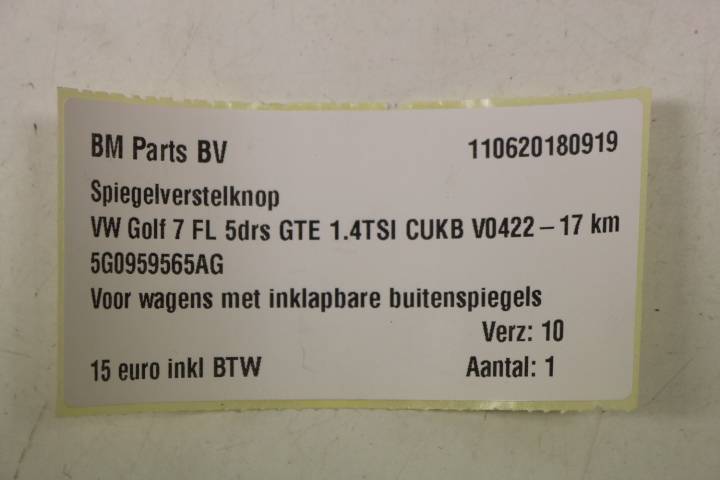 BM Parts BV 110620180919
Spiegelverstelknop
VW Golf 7 FL 5drs GTE 1.4TSI CUKB V0422 – 17 km
5G0959565AG
Voor wagens met inklapbare buitenspiegels
Verz: 10
15 euro inkl BTW Aantal: 1